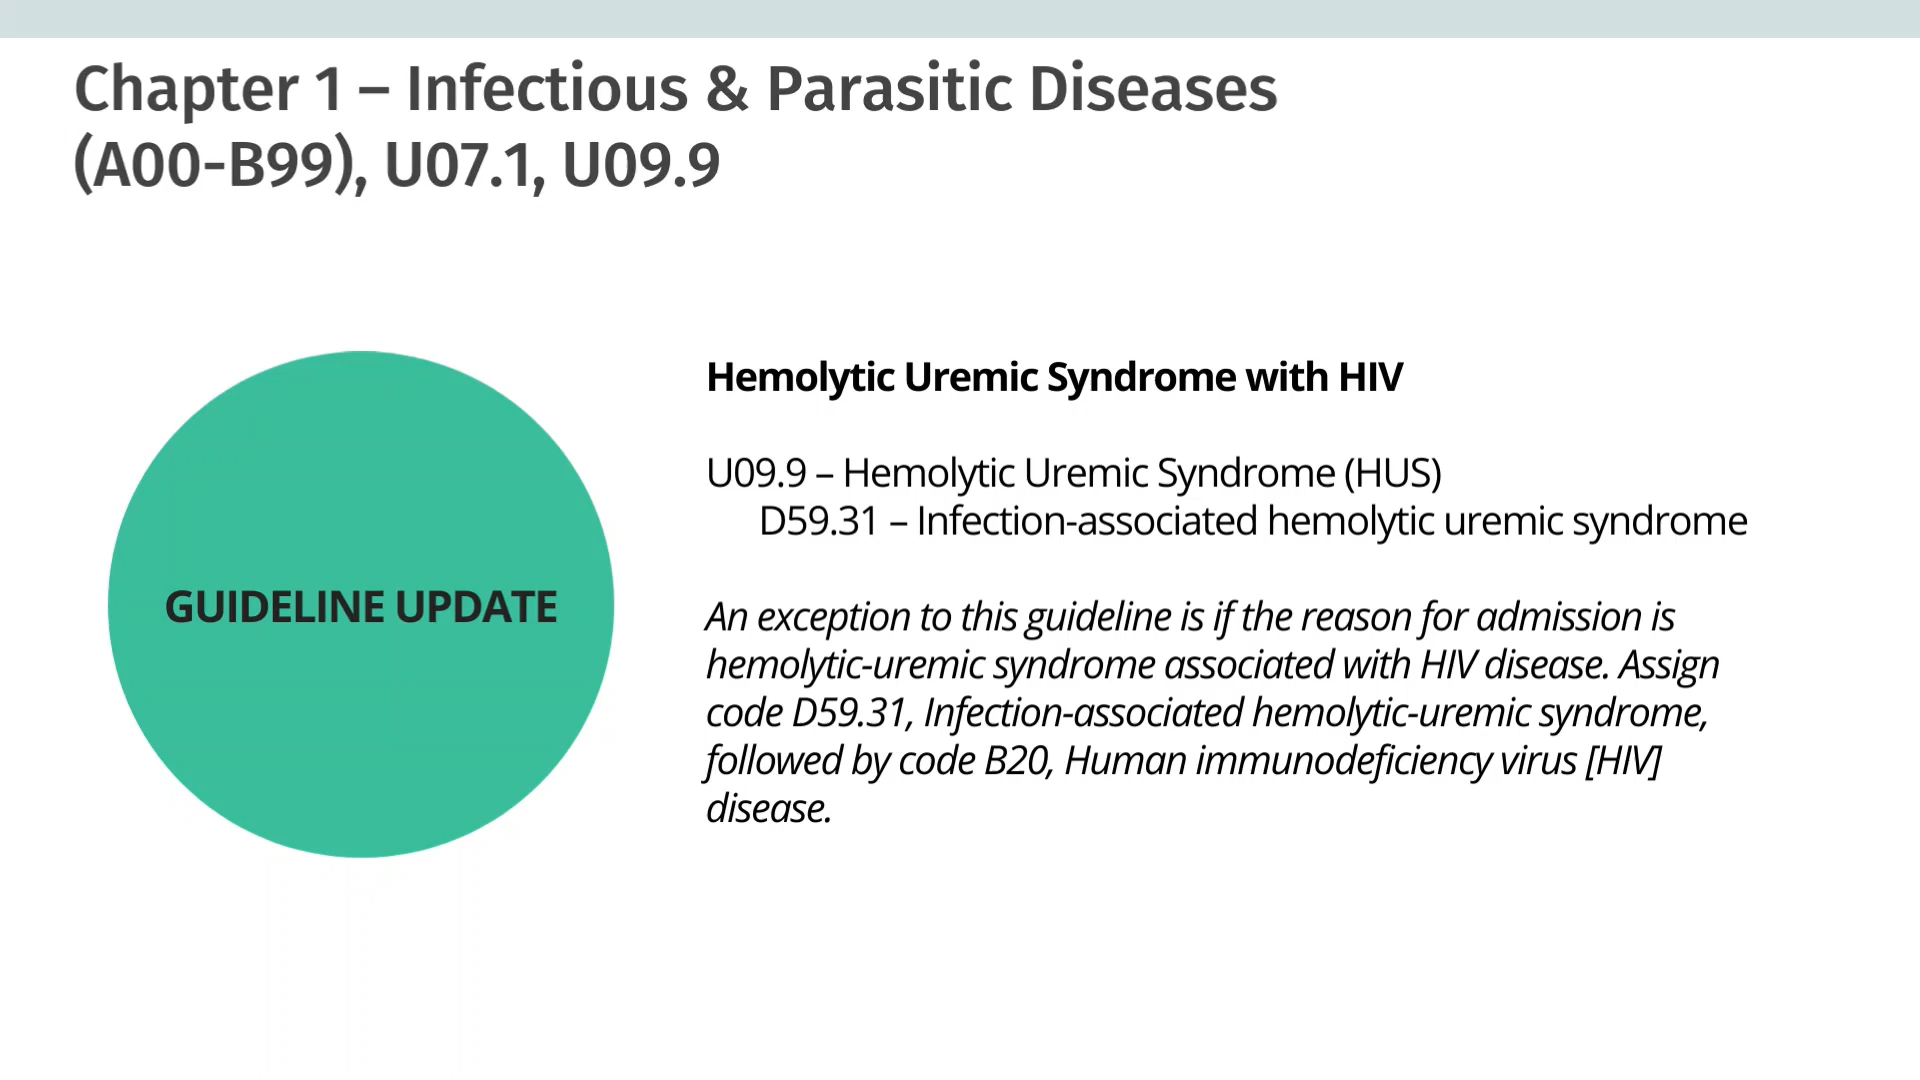 Chapter 1 – Infectious & Parasitic Diseases
(A00-B99), U07.1, U09.9
GUIDELINE UPDATE
Hemolytic Uremic Syndrome with HIV
U09.9 – Hemolytic Uremic Syndrome (HUS)
D59.31 – Infection-associated hemolytic uremic syndrome
An exception to this guideline is if the reason for admission is
hemolytic-uremic syndrome associated with HIV disease. Assign
code D59.31, Infection-associated hemolytic-uremic syndrome,
followed by code B20, Human immunodeficiency virus [HIV]
disease.